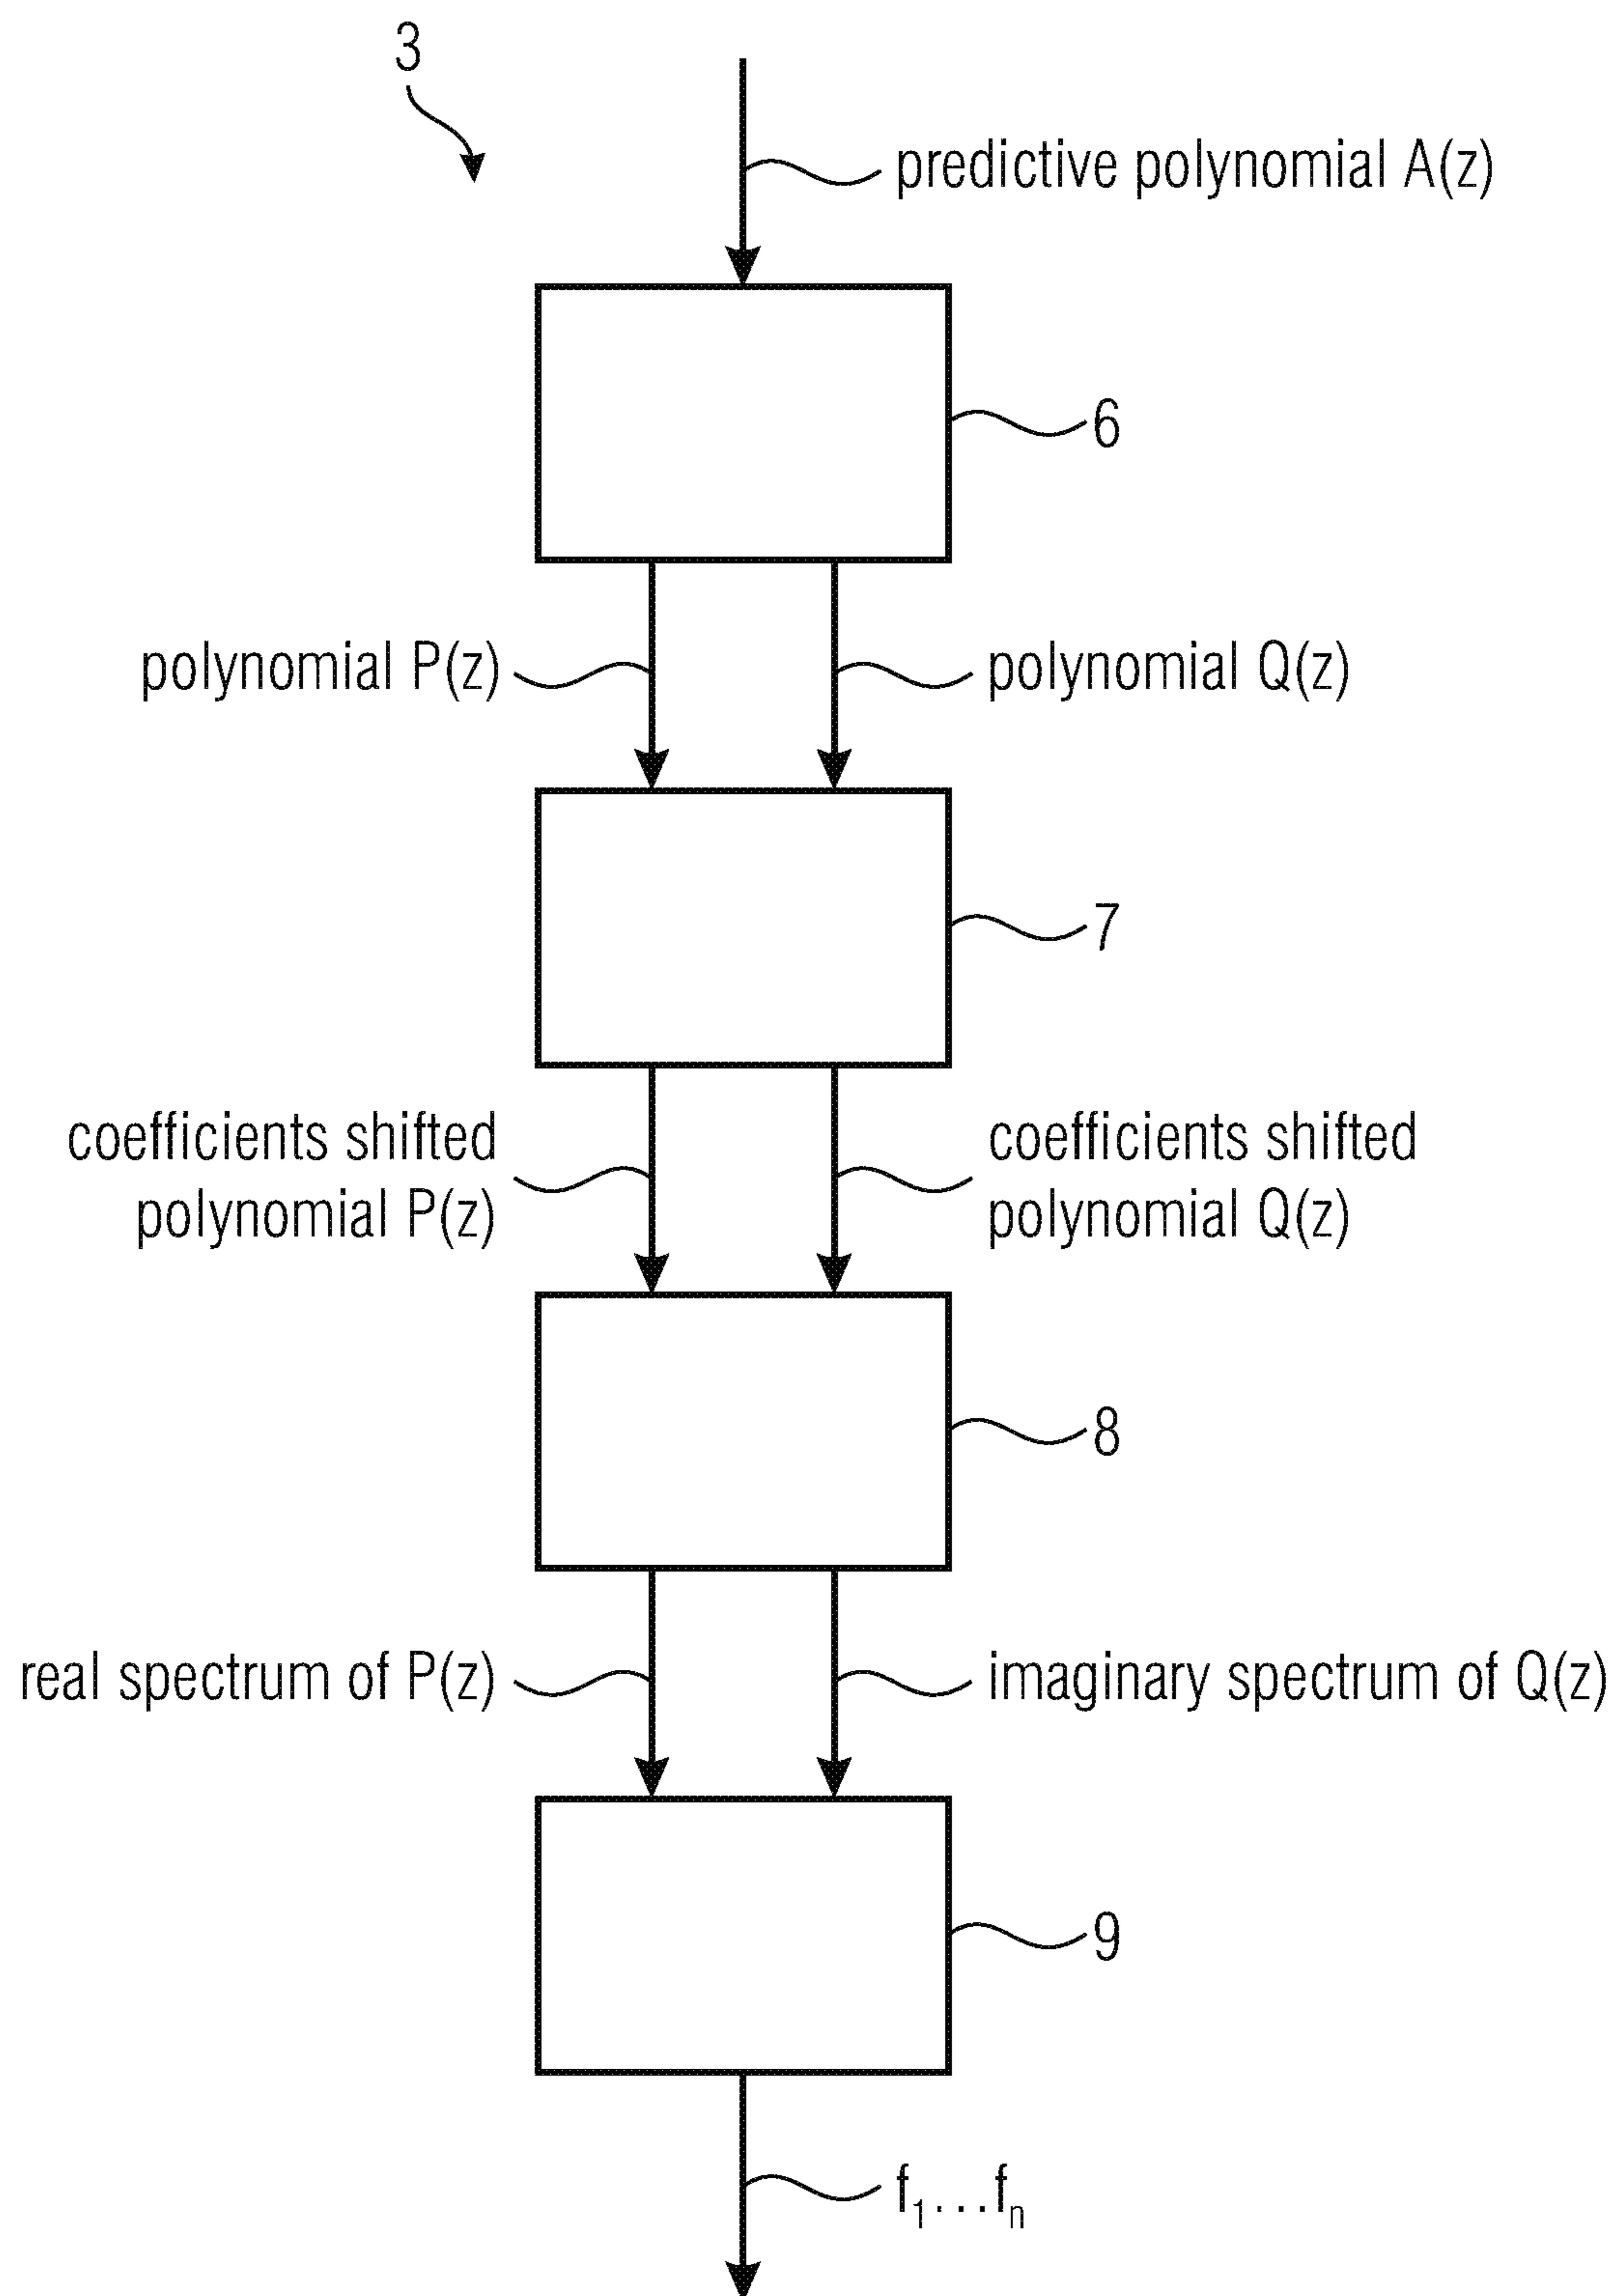 3
predictive polynomial A(z)
6
polynomial P(z)
polynomial Q(z)
7
coefficients shifted
polynomial P(z)
coefficients shifted
polynomial Q(z)
8
real spectrum of P(z)
imaginary spectrum of Q(z)
9
f₁...fₙ